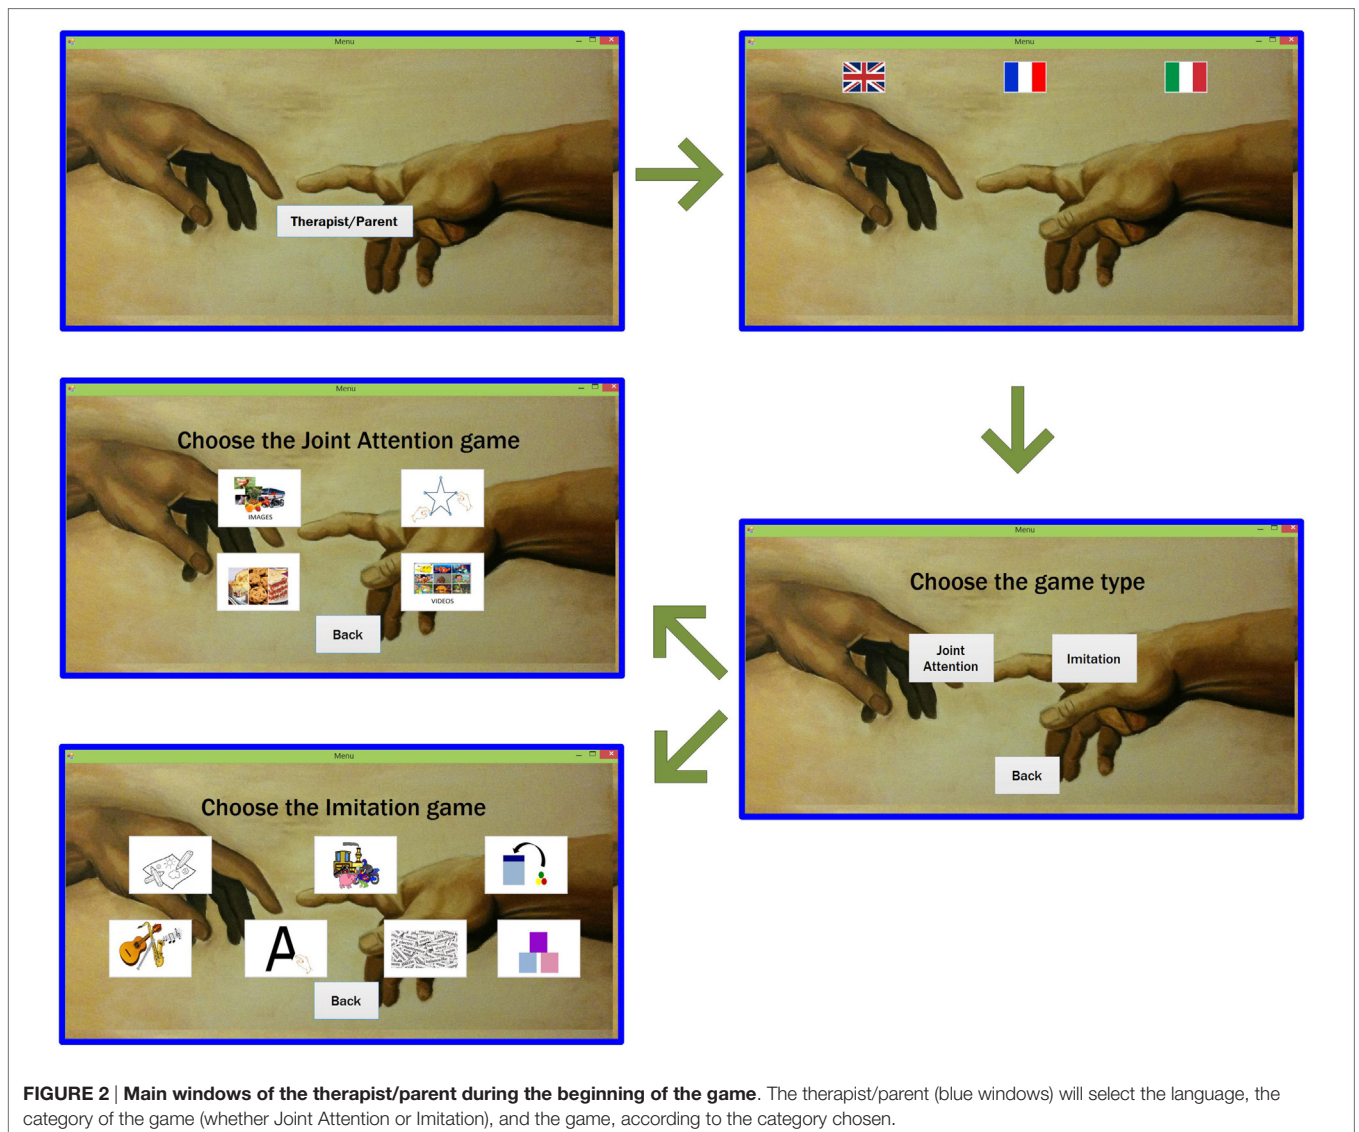 Menu
Therapist/Parent
Menu
Menu
Choose the Joint Attention game
IMAGES
VIDEOS
Back
Menu
Choose the game type
Joint
Attention
Imitation
Back
Menu
Choose the Imitation game
A
Back
FIGURE 2 | Main windows of the therapist/parent during the beginning of the game. The therapist/parent (blue windows) will select the language, the
category of the game (whether Joint Attention or Imitation), and the game, according to the category chosen.